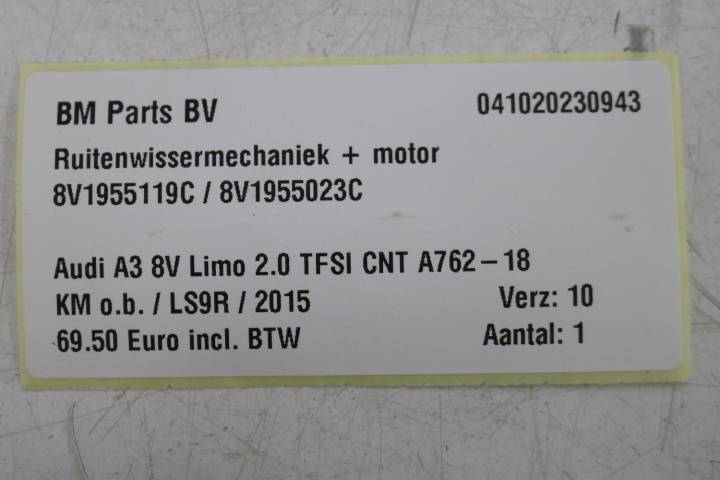 BM Parts BV 041020230943
Ruitenwissermechaniek + motor
8V1955119C / 8V1955023C
Audi A3 8V Limo 2.0 TFSI CNT A762-18
KM o.b. / LS9R / 2015 Verz: 10
69.50 Euro incl. BTW Aantal: 1